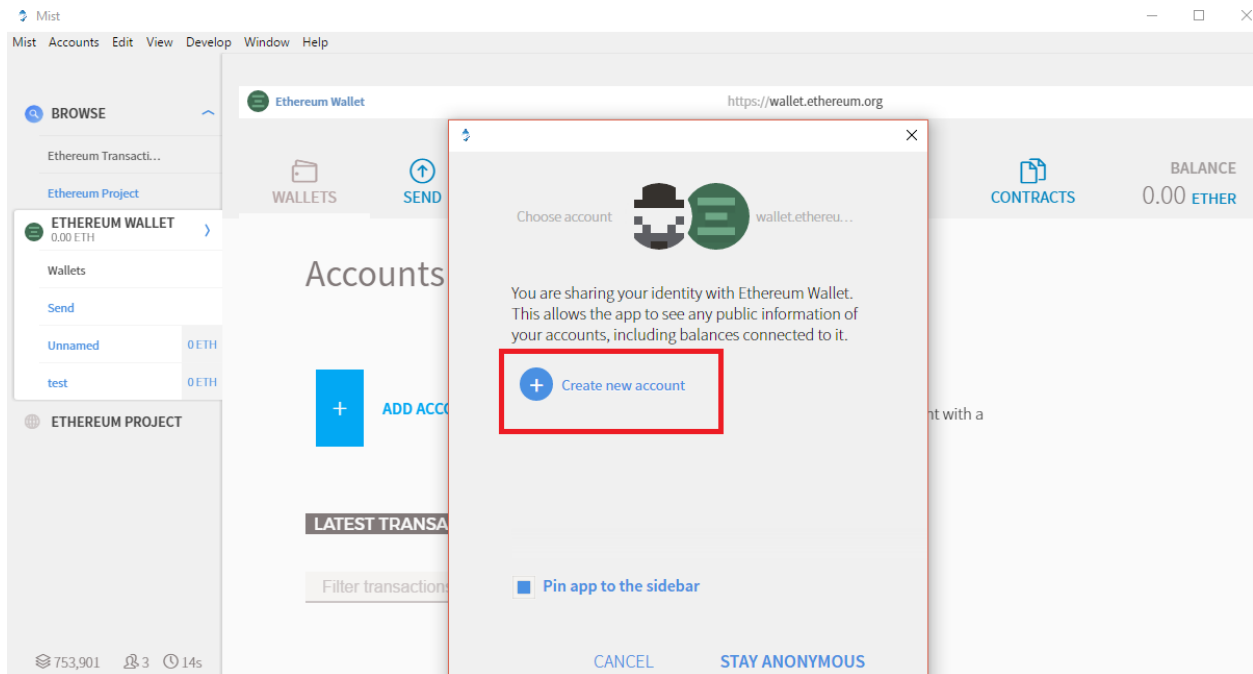 Mist
Mist Accounts Edit View Develop Window Help
BROWSE
Ethereum Transacti...
Ethereum Project
ETHEREUM WALLET
0.00 ETH
Wallets
Send
Unnamed 0 ETH
test 0 ETH
ETHEREUM PROJECT
753,901 3 14s
Ethereum Wallet https://wallet.ethereum.org
WALLETS SEND CONTRACTS
BALANCE
0.00 ETHER
Accounts
ADD ACCO
nt with a
LATEST TRANSA
Filter transactions
Choose account wallet.ethereu...
You are sharing your identity with Ethereum Wallet.
This allows the app to see any public information of
your accounts, including balances connected to it.
Create new account
Pin app to the sidebar
CANCEL STAY ANONYMOUS